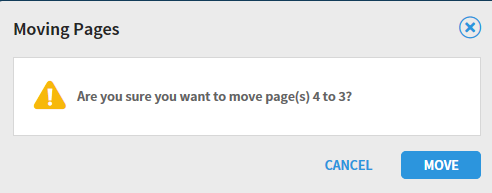 Moving Pages
Are you sure you want to move page(s) 4 to 3?
CANCEL MOVE